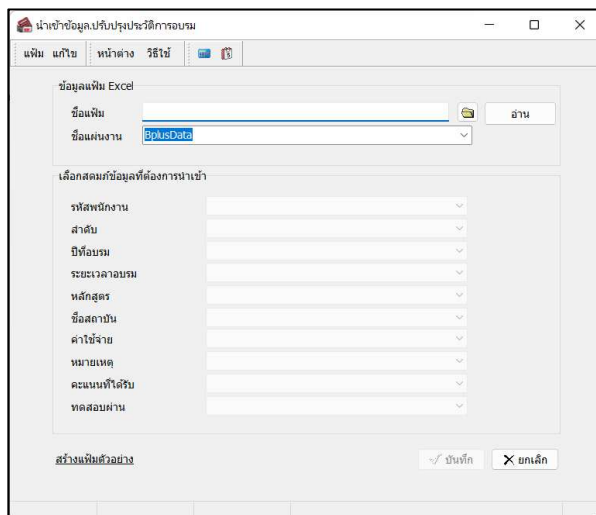 นำเข้าข้อมูล.ปรับปรุงประวัติการอบรม
แฟ้ม แก้ไข หน้าต่าง วิธีใช้
ข้อมูลแฟ้ม Excel
ชื่อแฟ้ม อ่าน
ชื่อแผ่นงาน BplusData
เลือกสดมภ์ข้อมูลที่ต้องการนำเข้า
รหัสพนักงาน
ลำดับ
ปีที่อบรม
ระยะเวลาอบรม
หลักสูตร
ชื่อสถาบัน
ค่าใช้จ่าย
หมายเหตุ
คะแนนที่ได้รับ
ทดสอบผ่าน
สร้างแฟ้มตัวอย่าง บันทึก ยกเลิก